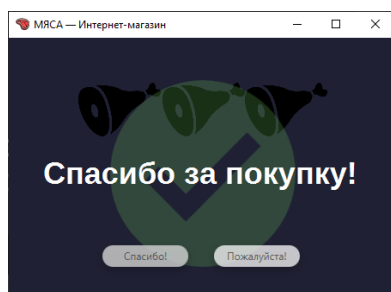 МЯСА — Интернет-магазин
Спасибо за покупку!
Спасибо!
Пожалуйста!